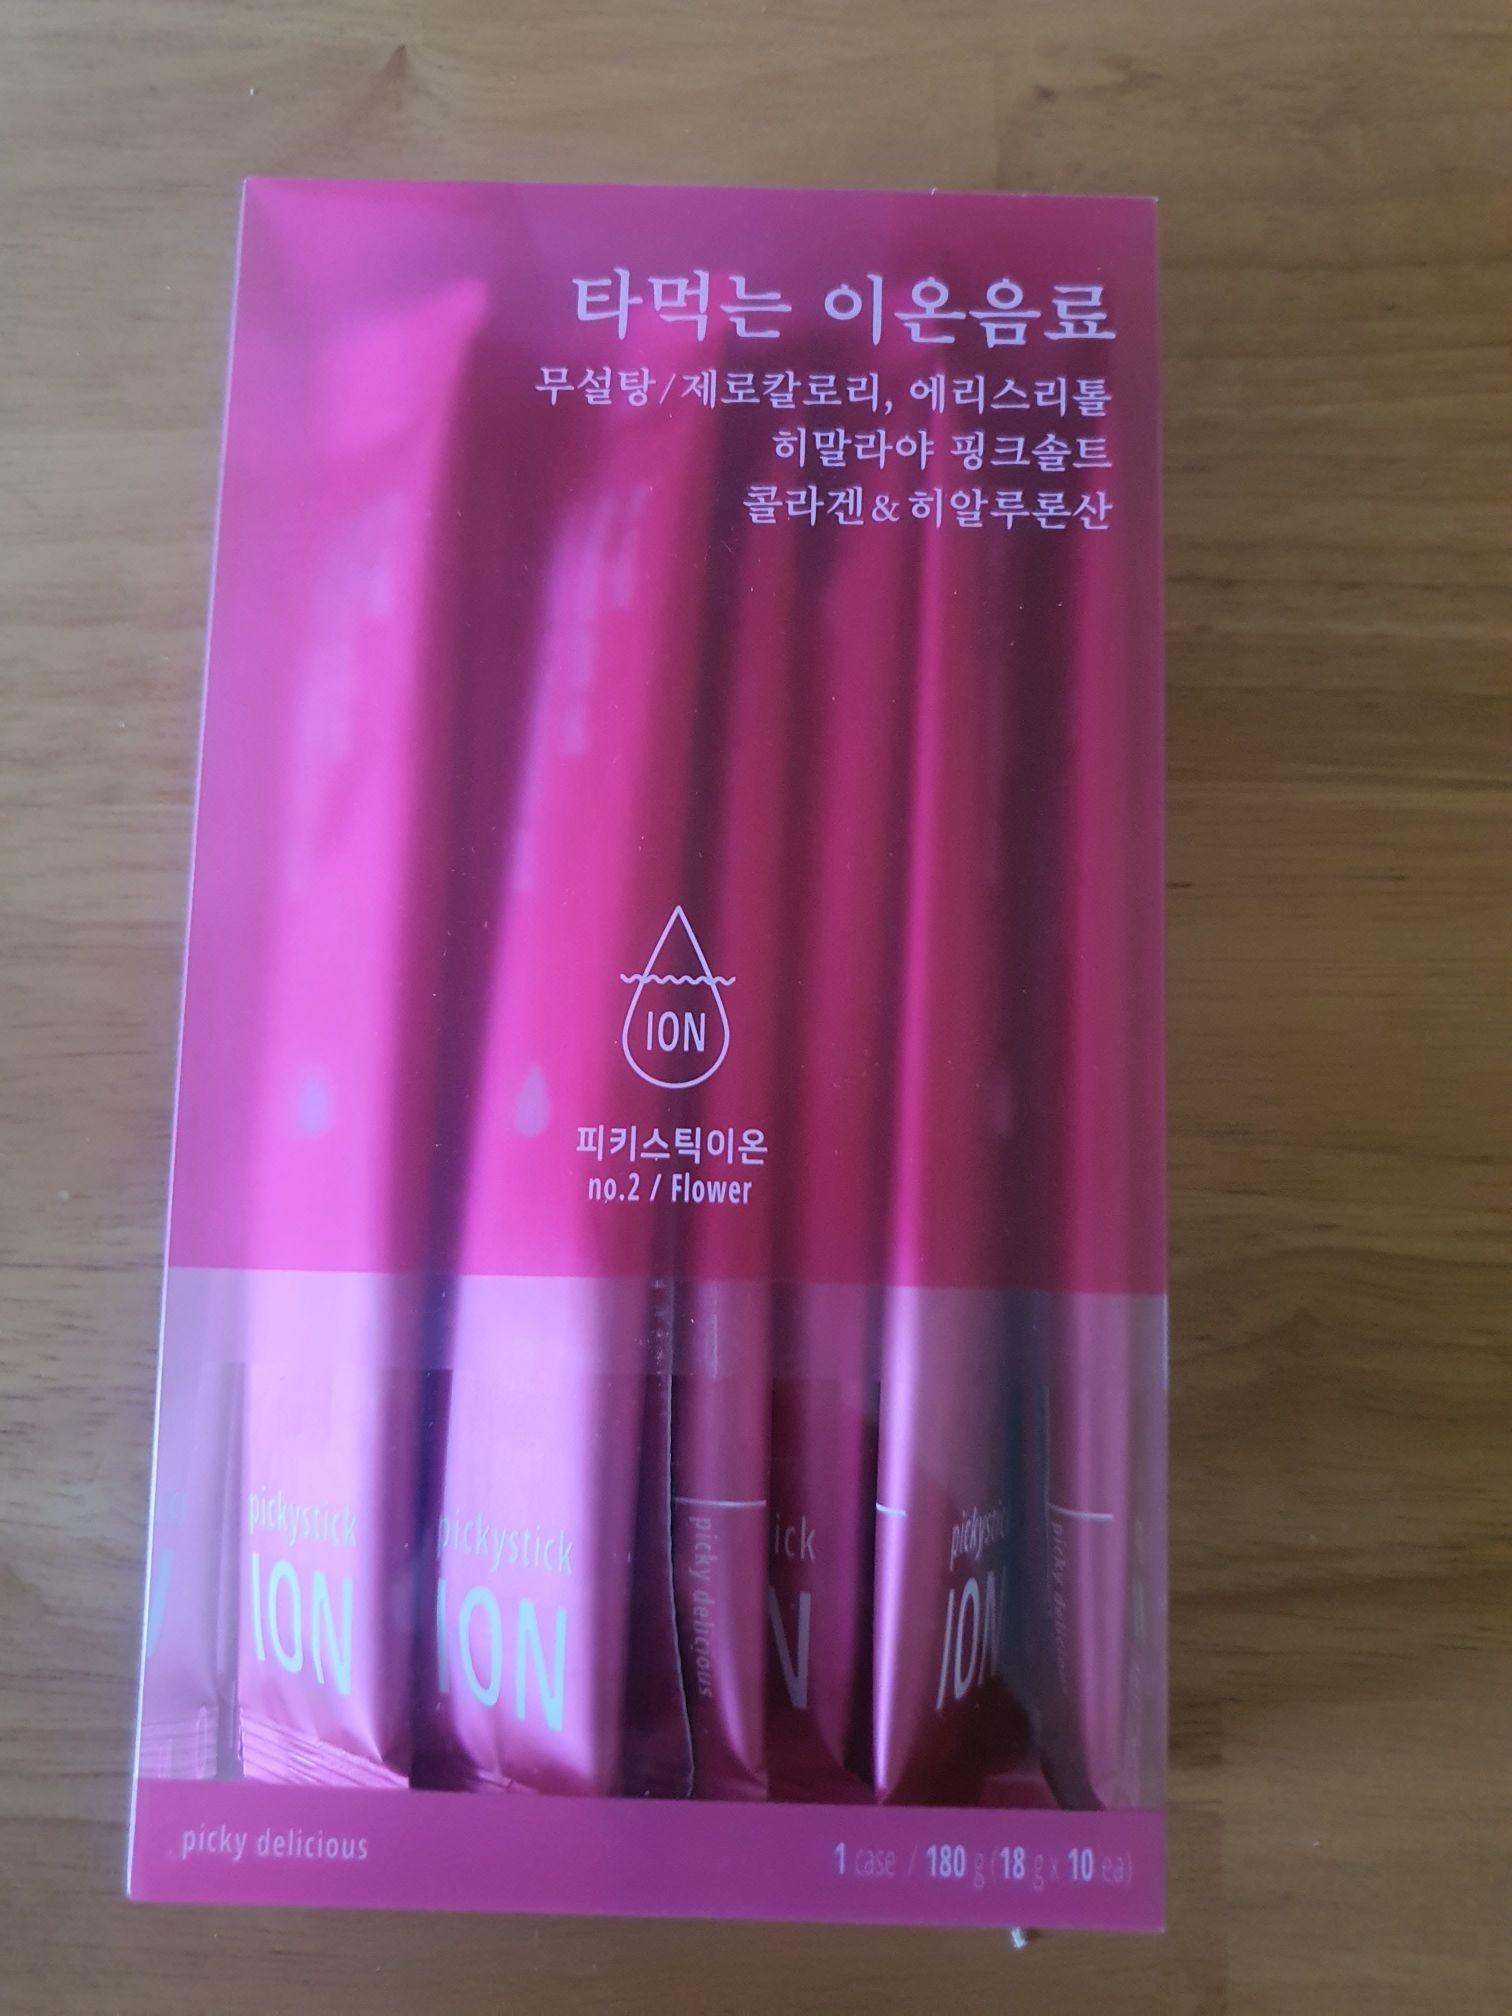 타먹는 이온음료
무설탕/제로칼로리, 에리스리톨
히말라야 핑크솔트
콜라겐&히알루론산
ION
피키스틱이온
no.2 / Flower
pickystick
ION
pickystick
ION
picky delicious
ick
N
pickystick
ION
picky delicious
picky delicious
1 case / 180 g (18 g x 10 ea)